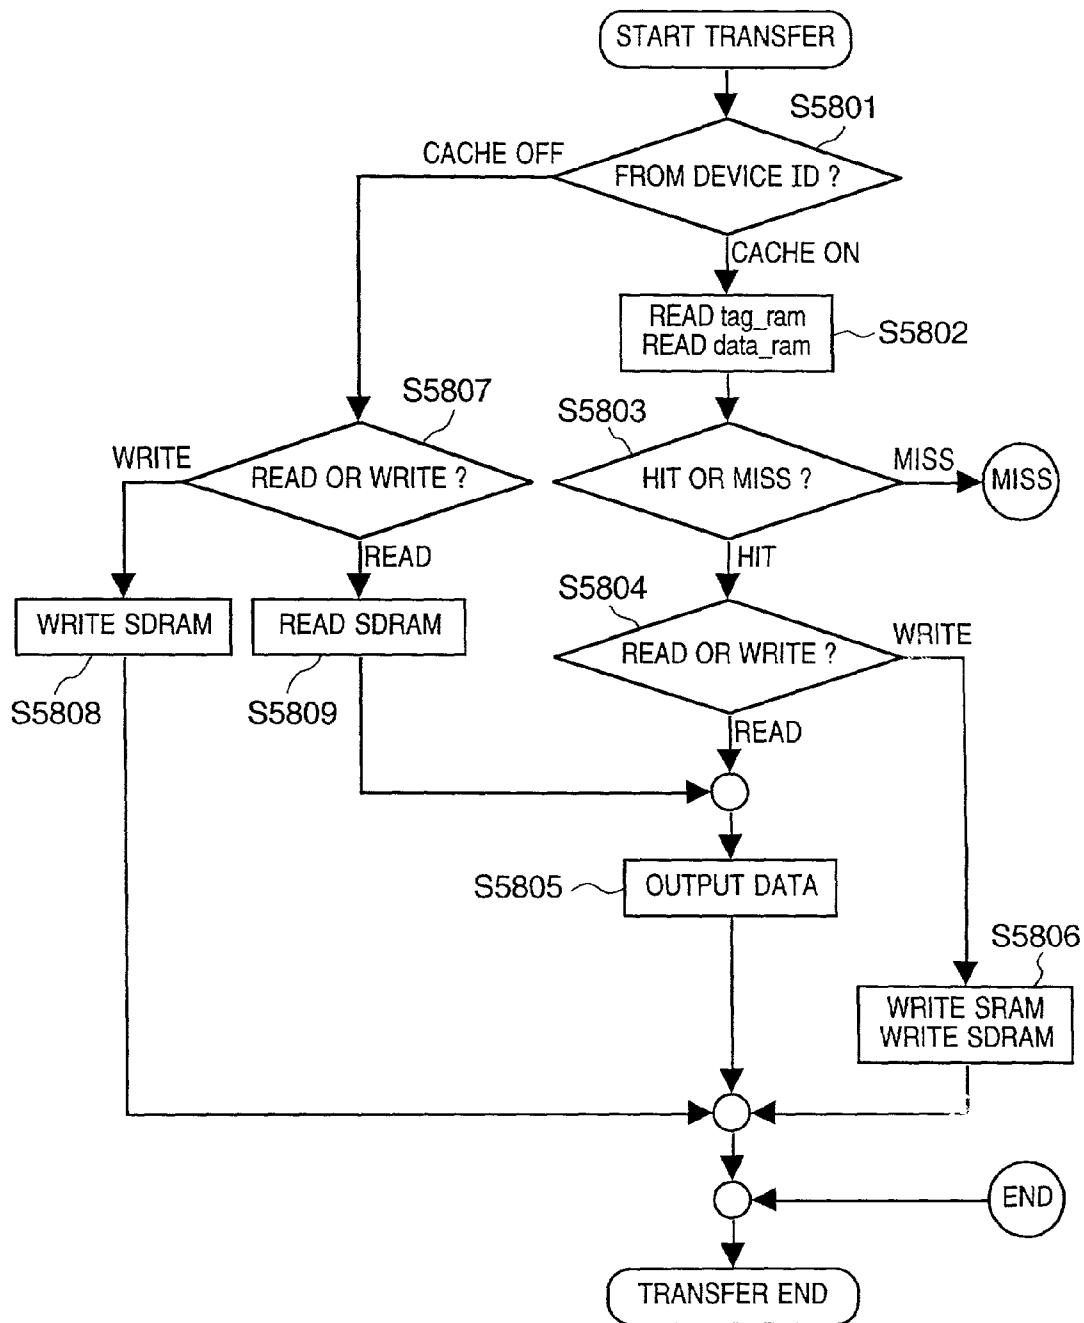 START TRANSFER
S5801
CACHE OFF
FROM DEVICE ID ?
CACHE ON
READ tag_ram
READ data_ram
S5802
S5807
S5803
WRITE
READ OR WRITE ?
HIT OR MISS ?
MISS
MISS
READ
HIT
S5804
WRITE SDRAM
READ SDRAM
READ OR WRITE ?
WRITE
S5808
S5809
READ
S5805
OUTPUT DATA
S5806
WRITE SRAM
WRITE SDRAM
END
TRANSFER END